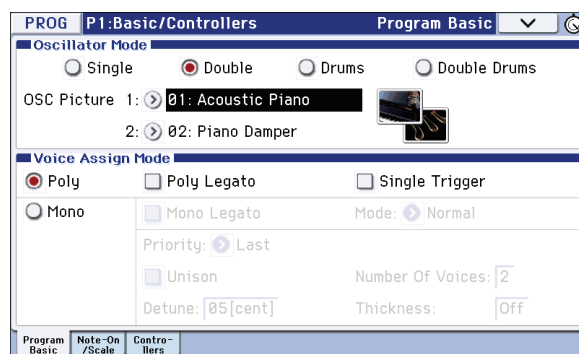 PROG P1:Basic/Controllers Program Basic
Oscillator Mode
Single Double Drums Double Drums
OSC Picture 1: 01: Acoustic Piano
2: 02: Piano Damper
Voice Assign Mode
Poly Poly Legato Single Trigger
Mono Mono Legato Mode: Normal
Priority: Last
Unison Number Of Voices: 2
Detune: 05[cent] Thickness: Off
Program Basic Note-On /Scale Contro- llers